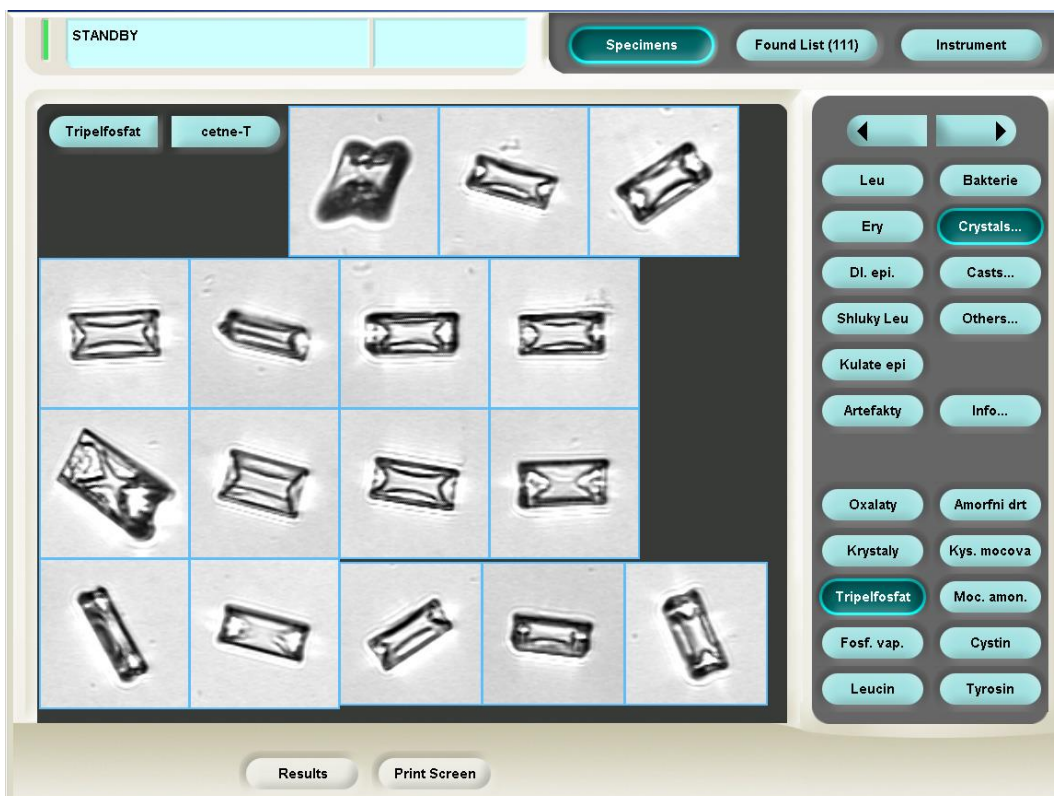 STANDBY
Specimens
Found List (111)
Instrument
Tripelfosfat
cetne-T
Leu
Bakterie
Ery
Crystals...
Dl. epi.
Casts...
Shluky Leu
Others...
Kulate epi
Artefakty
Info...
Oxalaty
Amorfni drt
Krystaly
Kys. mocova
Tripelfosfat
Moc. amon.
Fosf. vap.
Cystin
Leucin
Tyrosin
Results
Print Screen